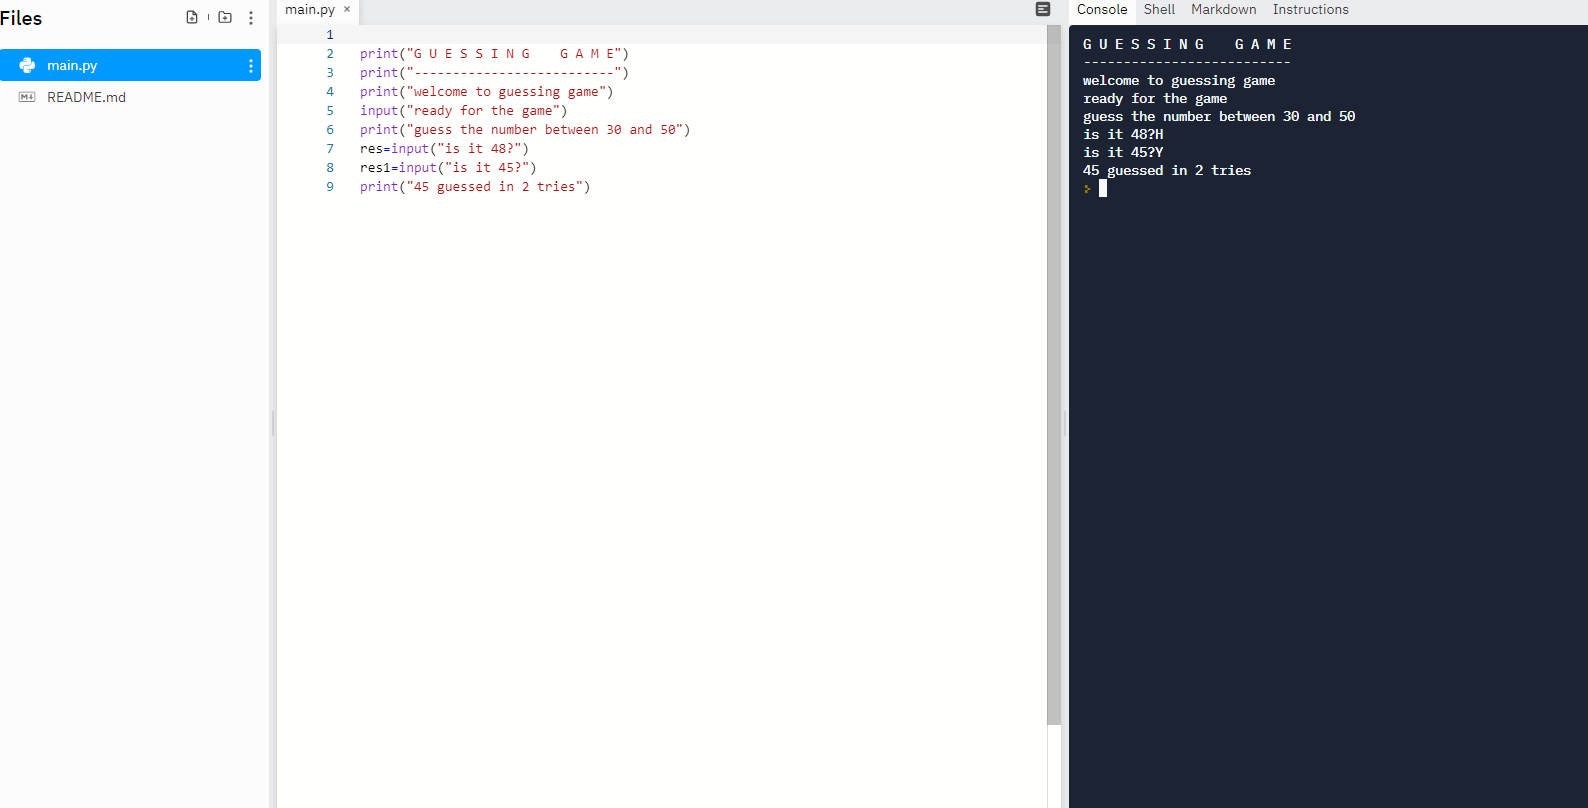 Files
main.py
README.md
main.py ×
1
2 print("G U E S S I N G    G A M E")
3 print("--------------------------")
4 print("welcome to guessing game")
5 input("ready for the game")
6 print("guess the number between 30 and 50")
7 res=input("is it 48?")
8 res1=input("is it 45?")
9 print("45 guessed in 2 tries")
Console Shell Markdown Instructions
G U E S S I N G    G A M E
--------------------------
welcome to guessing game
ready for the game
guess the number between 30 and 50
is it 48?H
is it 45?Y
45 guessed in 2 tries
>